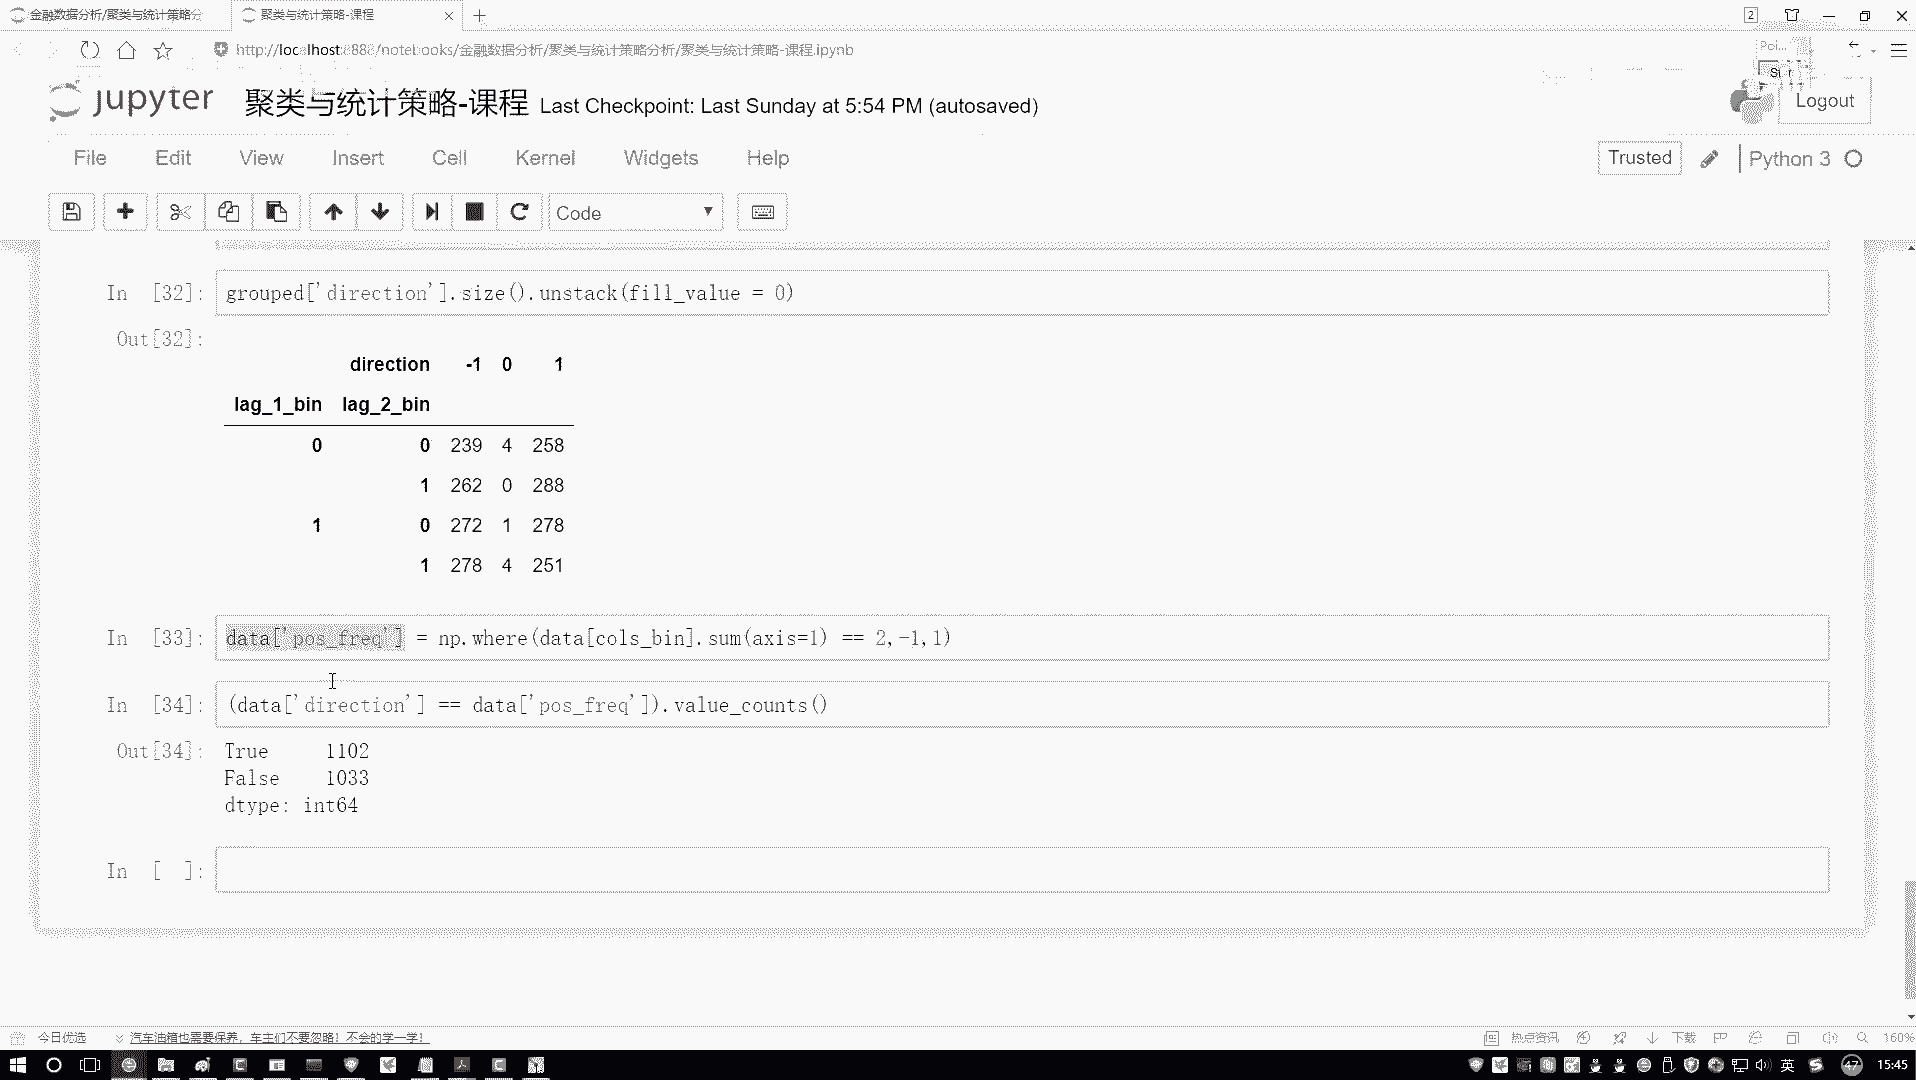 金融数据分析/聚类与统计策略分
聚类与统计策略-课程
2
http://localhost:8888/notebooks/金融数据分析/聚类与统计策略分析/聚类与统计策略-课程.ipynb
jupyter 聚类与统计策略-课程 Last Checkpoint: Last Sunday at 5:54 PM (autosaved)
Logout
File Edit View Insert Cell Kernel Widgets Help
Trusted Python 3
Code
In [32]: grouped['direction'].size().unstack(fill_value = 0)
Out[32]:
direction -1 0 1
lag_1_bin lag_2_bin
0 0 239 4 258
1 262 0 288
1 0 272 1 278
1 278 4 251
In [33]: data['pos_freq'] = np.where(data[cols_bin].sum(axis=1) == 2,-1,1)
In [34]: (data['direction'] == data['pos_freq']).value_counts()
Out[34]: True 1102
False 1033
dtype: int64
In [ ]:
今日优选 汽车油箱也需要保养，车主们不要忽略！不会的学一学！
热点资讯 下载 160%
英 47 15:45